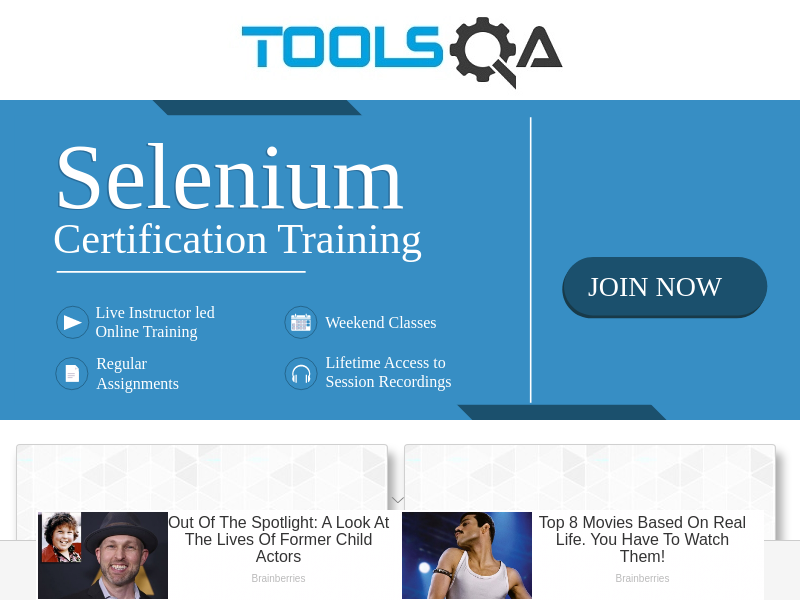 TOOLSQA
Selenium
Certification Training
Live Instructor led
Online Training
Weekend Classes
Regular
Assignments
Lifetime Access to
Session Recordings
JOIN NOW
Out Of The Spotlight: A Look At
The Lives Of Former Child
Actors
Brainberries
Top 8 Movies Based On Real
Life. You Have To Watch
Them!
Brainberries